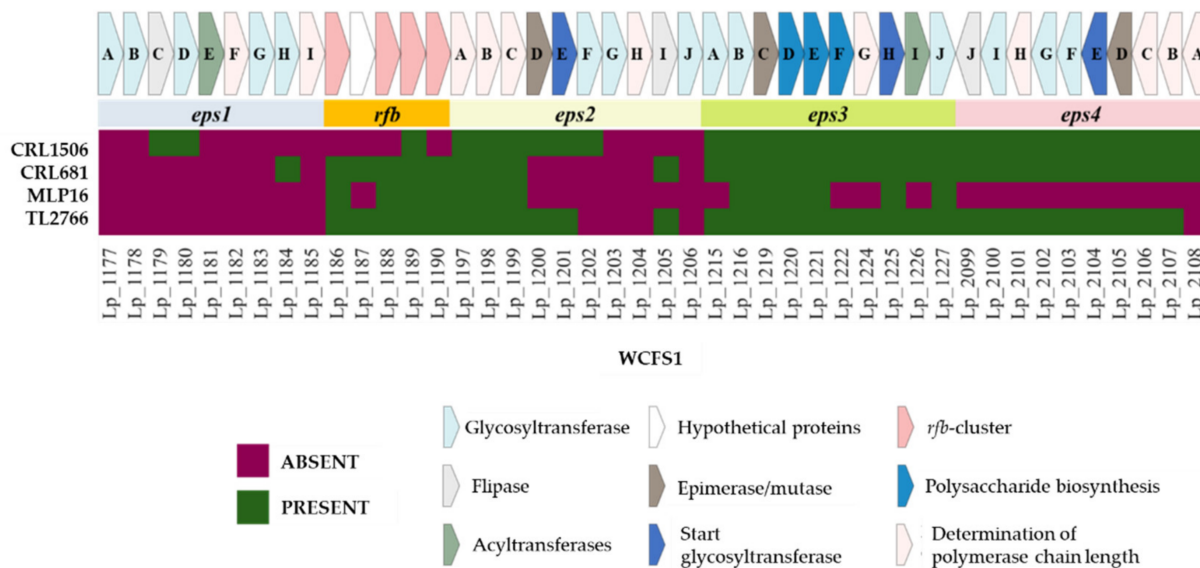 A B C D E F G H I A B C D E F G H I J A B C D E F G H I J J I H G F E D C B A
eps1 rfb eps2 eps3 eps4
CRL1506
CRL681
MLP16
TL2766
Lp_1177 Lp_1178 Lp_1179 Lp_1180 Lp_1181 Lp_1182 Lp_1183 Lp_1184 Lp_1185 Lp_1186 Lp_1187 Lp_1188 Lp_1189 Lp_1190 Lp_1197 Lp_1198 Lp_1199 Lp_1200 Lp_1201 Lp_1202 Lp_1203 Lp_1204 Lp_1205 Lp_1206 Lp_1215 Lp_1216 Lp_1219 Lp_1220 Lp_1221 Lp_1222 Lp_1224 Lp_1225 Lp_1226 Lp_1227 Lp_2099 Lp_2100 Lp_2101 Lp_2102 Lp_2103 Lp_2104 Lp_2105 Lp_2106 Lp_2107 Lp_2108
WCFS1
ABSENT
PRESENT
Glycosyltransferase
Flipase
Acyltransferases
Hypothetical proteins
Epimerase/mutase
Start
glycosyltransferase
rfb-cluster
Polysaccharide biosynthesis
Determination of
polymerase chain length